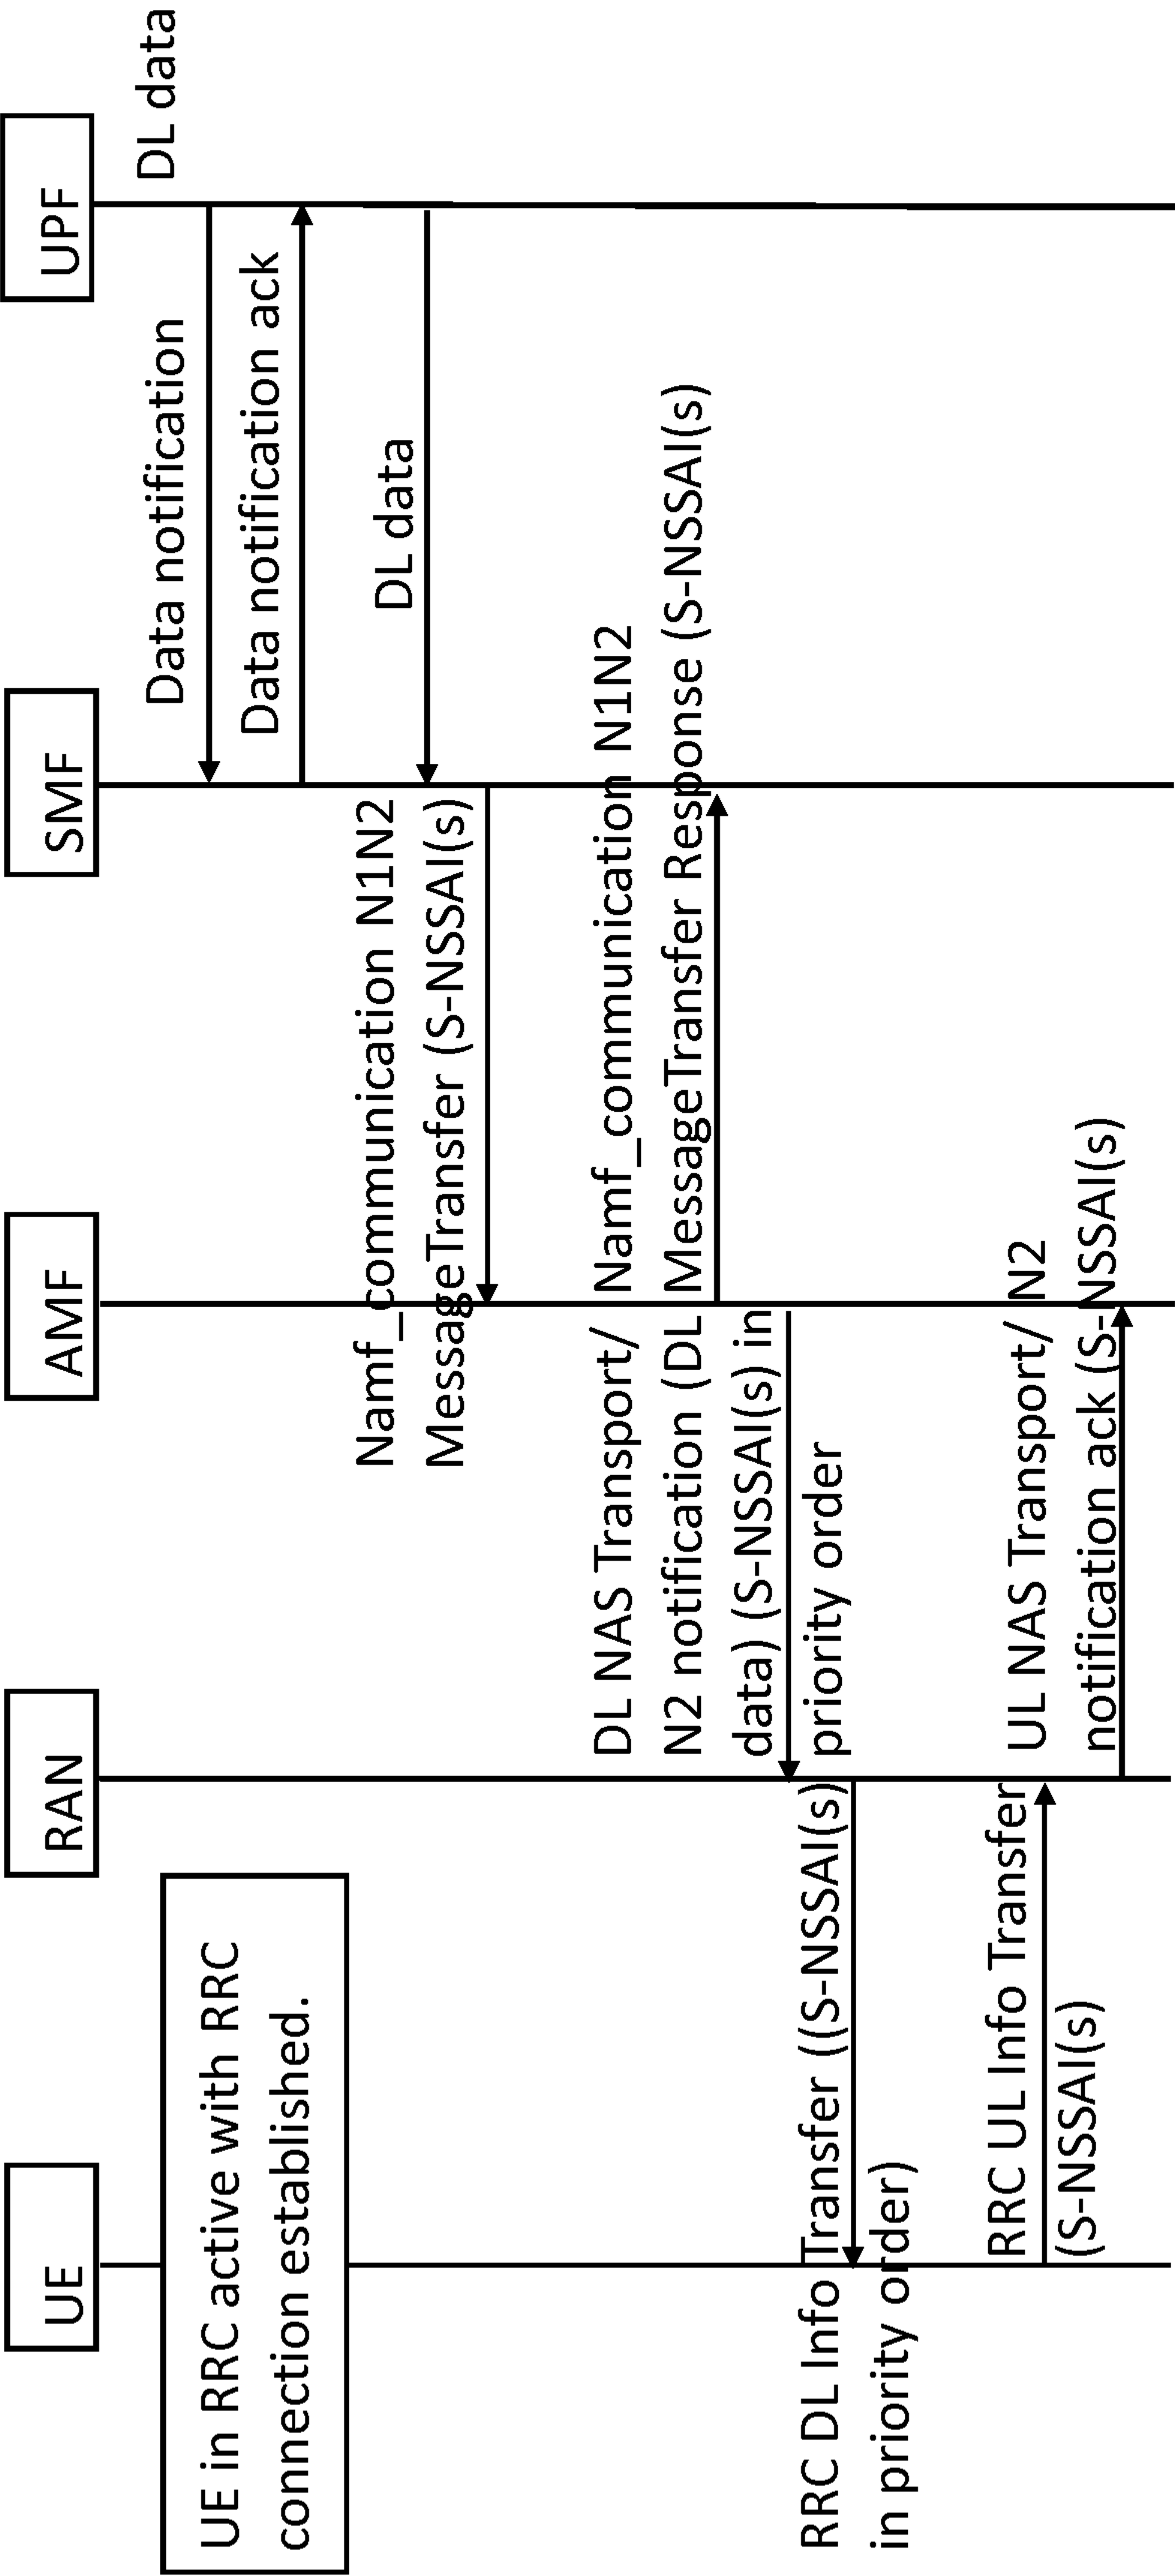 UE
RAN
AMF
SMF
UPF
DL data
UE in RRC active with RRC
connection established.
Data notification
Data notification ack
DL data
Namf_communication N1N2
MessageTransfer (S-NSSAI(s)
Namf_communication N1N2
MessageTransfer Response (S-NSSAI(s)
DL NAS Transport/
N2 notification (DL
data) (S-NSSAI(s) in
priority order
RRC DL Info Transfer ((S-NSSAI(s)
in priority order)
RRC UL Info Transfer
(S-NSSAI(s)
UL NAS Transport/ N2
notification ack (S-NSSAI(s)